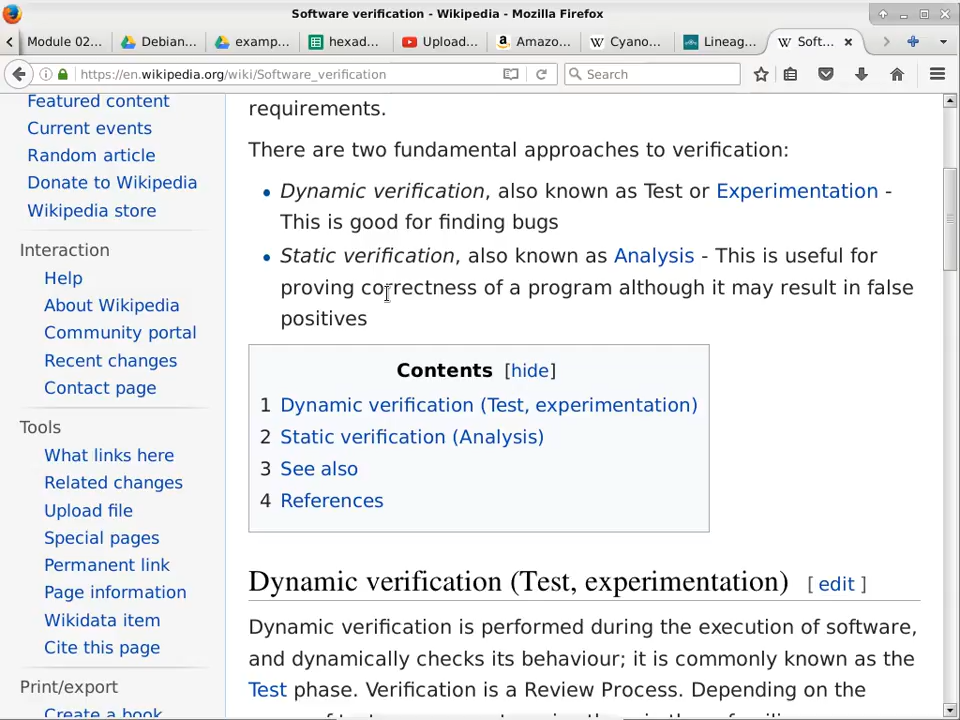 Software verification - Wikipedia - Mozilla Firefox
Module 02... Debian... examp... hexad... Upload... Amazo... Cyano... Lineag... Soft...
https://en.wikipedia.org/wiki/Software_verification Search
Featured content
Current events
Random article
Donate to Wikipedia
Wikipedia store
Interaction
Help
About Wikipedia
Community portal
Recent changes
Contact page
Tools
What links here
Related changes
Upload file
Special pages
Permanent link
Page information
Wikidata item
Cite this page
Print/export
Create a book
requirements.
There are two fundamental approaches to verification:
• Dynamic verification, also known as Test or Experimentation -
This is good for finding bugs
• Static verification, also known as Analysis - This is useful for
proving correctness of a program although it may result in false
positives
Contents [hide]
1 Dynamic verification (Test, experimentation)
2 Static verification (Analysis)
3 See also
4 References
Dynamic verification (Test, experimentation) [ edit ]
Dynamic verification is performed during the execution of software,
and dynamically checks its behaviour; it is commonly known as the
Test phase. Verification is a Review Process. Depending on the